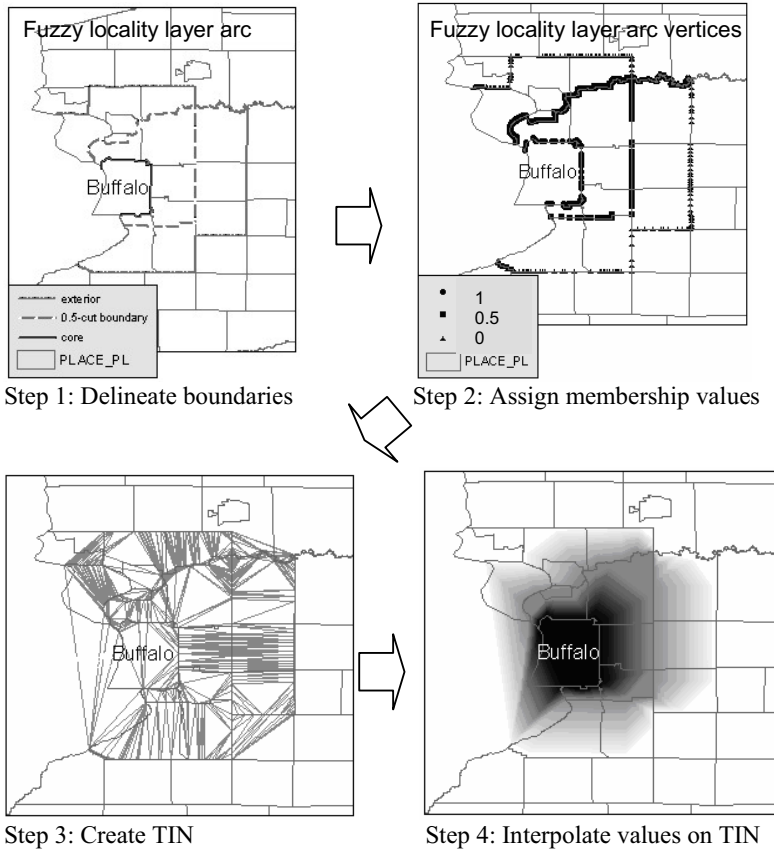 Fuzzy locality layer arc
Buffalo
exterior
0.5-cut boundary
core
PLACE_PL
Step 1: Delineate boundaries
Fuzzy locality layer arc vertices
Buffalo
1
0.5
0
PLACE_PL
Step 2: Assign membership values
Buffalo
Step 3: Create TIN
Buffalo
Step 4: Interpolate values on TIN